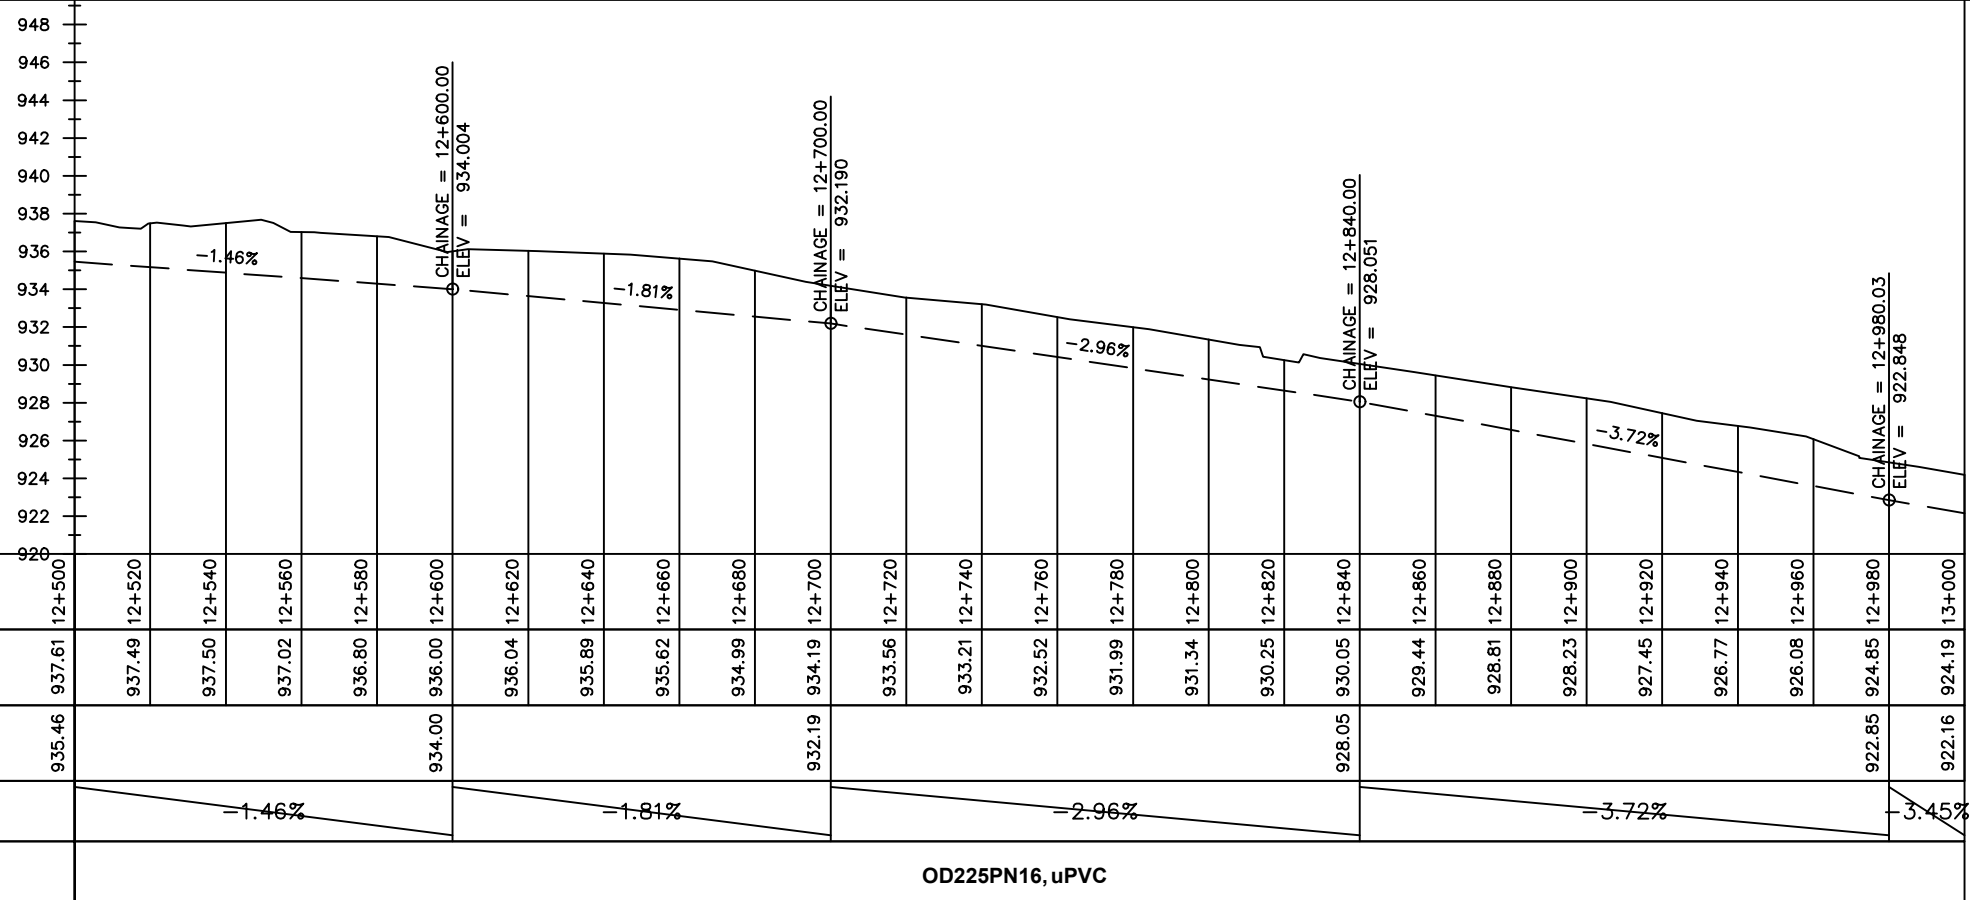 948
946
944
942
940
938
936
934
932
930
928
926
924
922
920
CHAINAGE = 12+600.00
ELEV = 934.004
CHAINAGE = 12+700.00
ELEV = 932.190
CHAINAGE = 12+840.00
ELEV = 928.051
CHAINAGE = 12+980.03
ELEV = 922.848
-1.46%
-1.81%
-2.96%
-3.72%
12+500 12+520 12+540 12+560 12+580 12+600 12+620 12+640 12+660 12+680 12+700 12+720 12+740 12+760 12+780 12+800 12+820 12+840 12+860 12+880 12+900 12+920 12+940 12+960 12+980 13+000
937.61 937.49 937.50 937.02 936.80 936.00 936.04 935.89 935.62 934.99 934.19 933.56 933.21 932.52 931.99 931.34 930.25 930.05 929.44 928.81 928.23 927.45 926.77 926.08 924.85 924.19
935.46 934.00 932.19 928.05 922.85 922.16
-1.46% -1.81% -2.96% -3.72% -3.45%
OD225PN16, uPVC